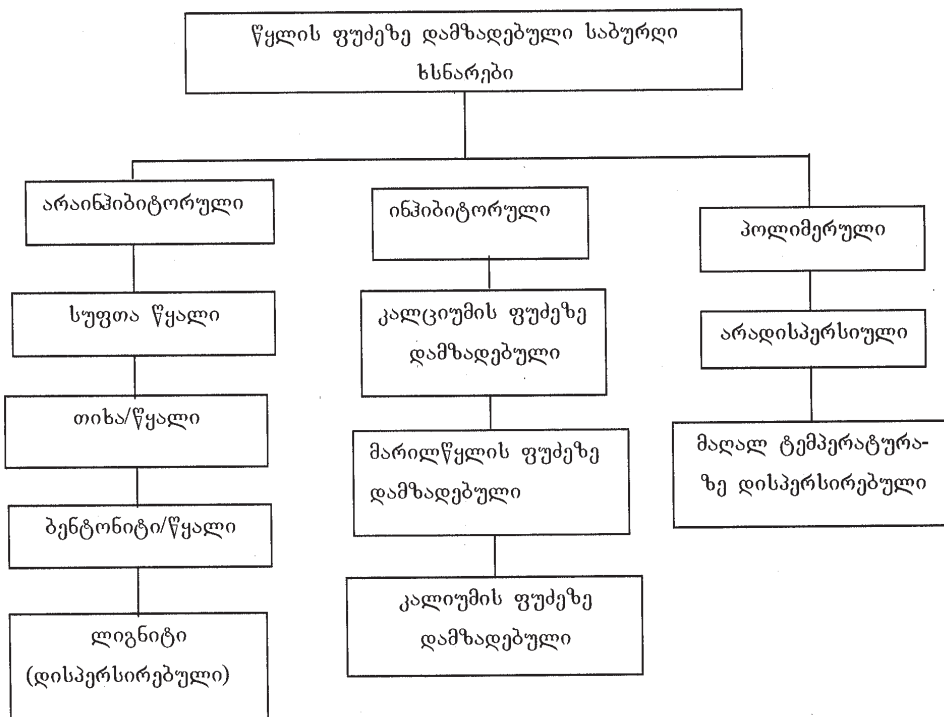 წყლის ფუძეზე დამზადებული საბურღი
ხსნარები
არაინჰიბიტორული
სუფთა წყალი
თიხა/წყალი
ბენტონიტი/წყალი
ლიგნიტი
(დისპერსირებული)
ინჰიბიტორული
კალციუმის ფუძეზე
დამზადებული
მარილწყლის ფუძეზე
დამზადებული
კალიუმის ფუძეზე
დამზადებული
პოლიმერული
არადისპერსიული
მაღალ ტემპერატურა-
ზე დისპერსირებული